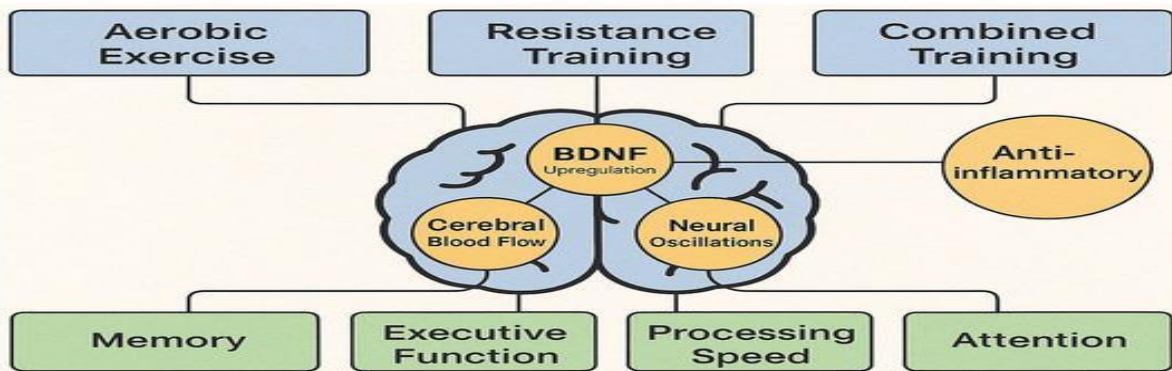 Aerobic
Exercise
Resistance
Training
Combined
Training
BDNF
Upregulation
Anti-
inflammatory
Cerebral
Blood Flow
Neural
Oscillations
Memory
Executive
Function
Processing
Speed
Attention